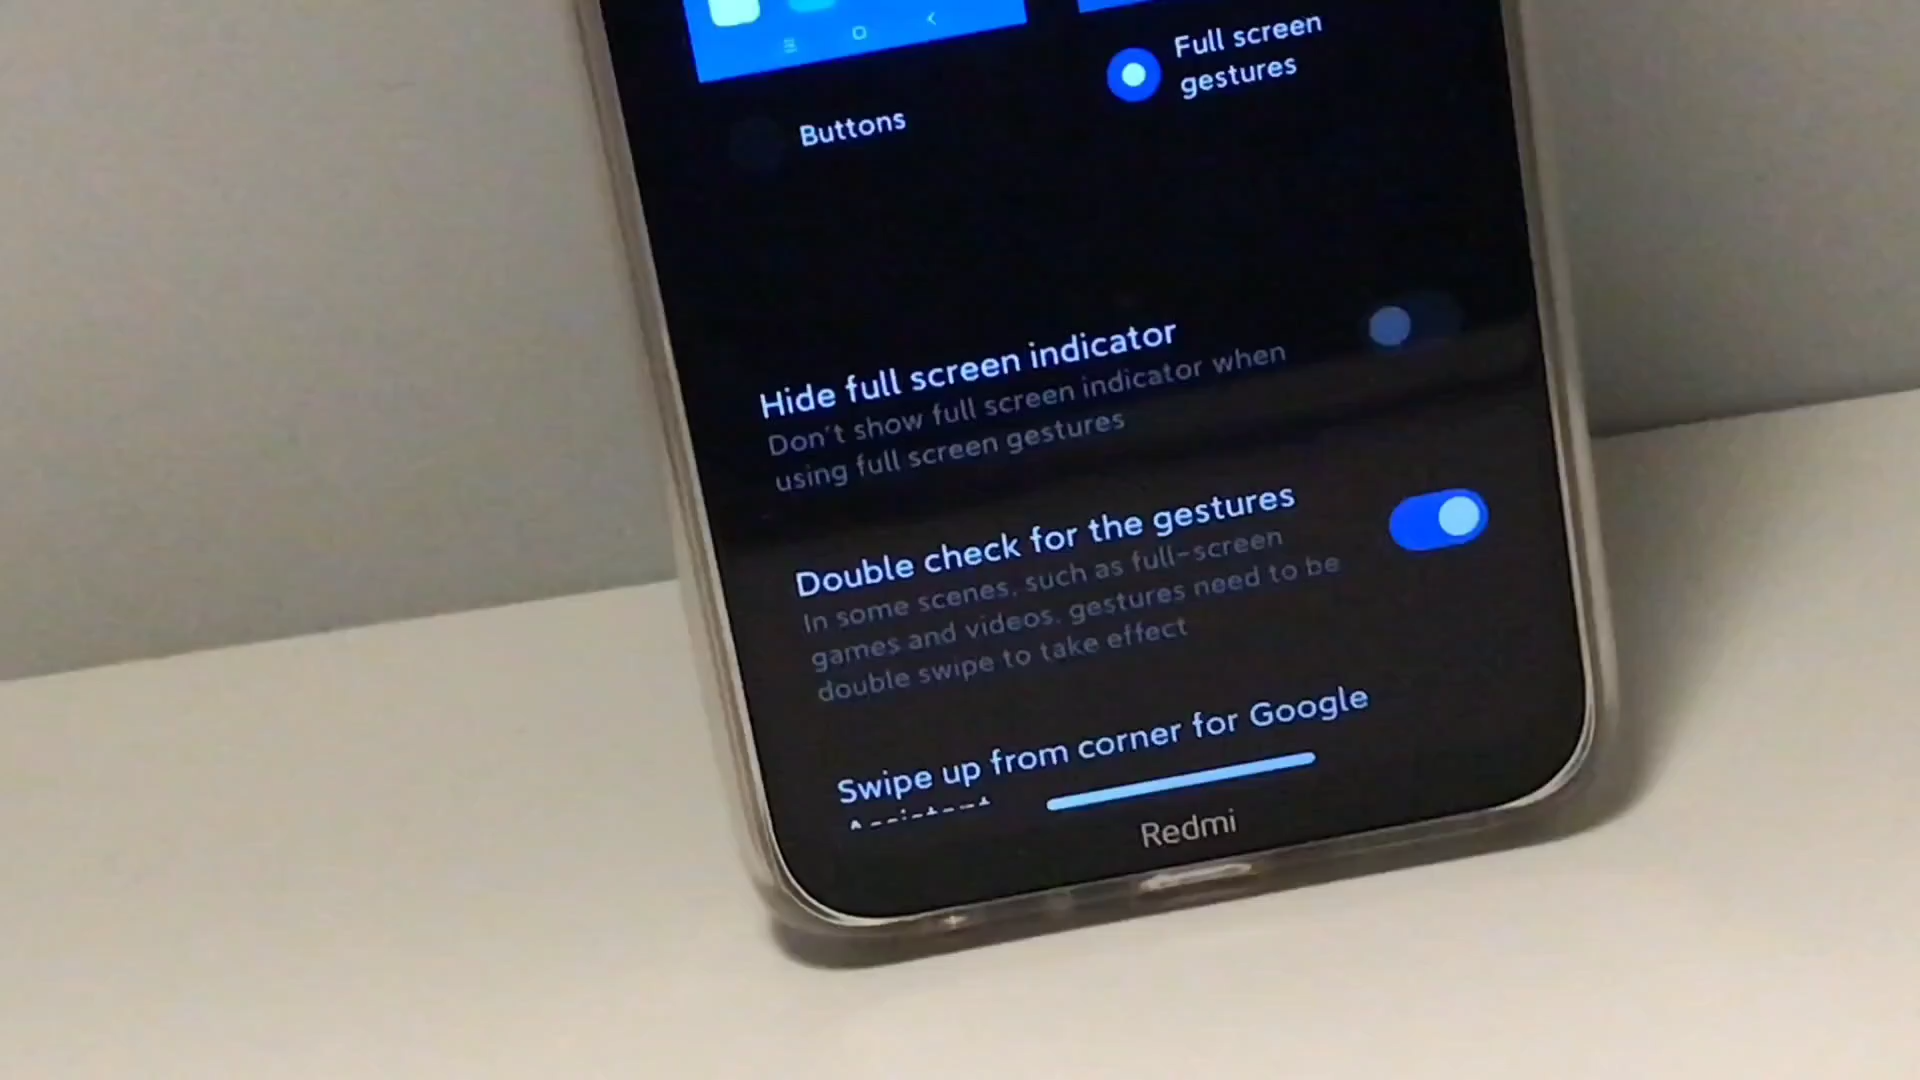 Full screen
gestures
Buttons
Hide full screen indicator
Don't show full screen indicator when
using full screen gestures
Double check for the gestures
In some scenes, such as full-screen
games and videos, gestures need to be
double swipe to take effect
Swipe up from corner for Google
Redmi